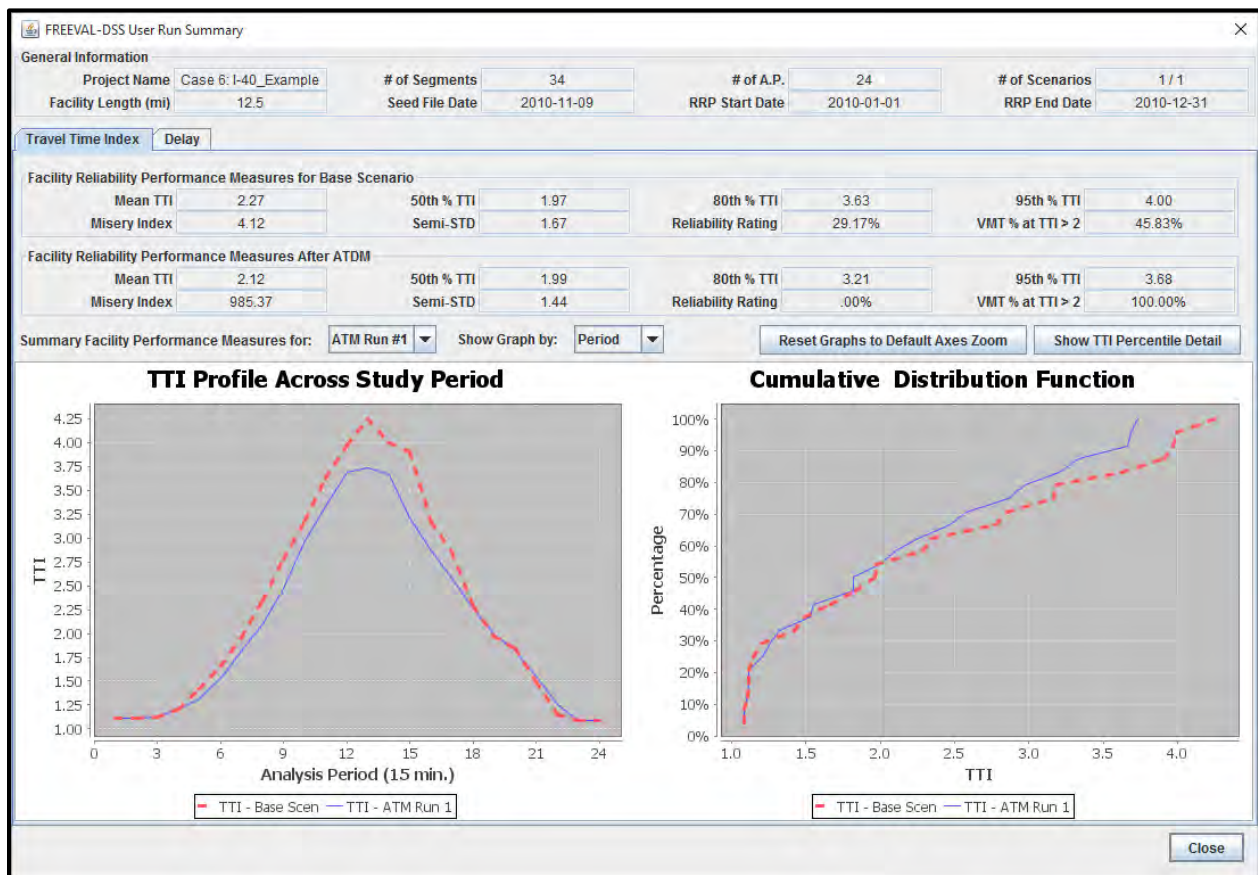 FREEVAL-DSS User Run Summary
General Information
Project Name Case 6: I-40_Example # of Segments 34 # of A.P. 24 # of Scenarios 1 / 1
Facility Length (mi) 12.5 Seed File Date 2010-11-09 RRP Start Date 2010-01-01 RRP End Date 2010-12-31
Travel Time Index Delay
Facility Reliability Performance Measures for Base Scenario
Mean TTI 2.27 50th % TTI 1.97 80th % TTI 3.63 95th % TTI 4.00
Misery Index 4.12 Semi-STD 1.67 Reliability Rating 29.17% VMT % at TTI > 2 45.83%
Facility Reliability Performance Measures After ATDM
Mean TTI 2.12 50th % TTI 1.99 80th % TTI 3.21 95th % TTI 3.68
Misery Index 985.37 Semi-STD 1.44 Reliability Rating .00% VMT % at TTI > 2 100.00%
Summary Facility Performance Measures for: ATM Run #1 Show Graph by: Period Reset Graphs to Default Axes Zoom Show TTI Percentile Detail
TTI Profile Across Study Period
TTI
4.25
4.00
3.75
3.50
3.25
3.00
2.75
2.50
2.25
2.00
1.75
1.50
1.25
1.00
0 3 6 9 12 15 18 21 24
Analysis Period (15 min.)
TTI - Base Scen TTI - ATM Run 1
Cumulative Distribution Function
Percentage
100%
90%
80%
70%
60%
50%
40%
30%
20%
10%
0%
1.0 1.5 2.0 2.5 3.0 3.5 4.0
TTI
TTI - Base Scen TTI - ATM Run 1
Close